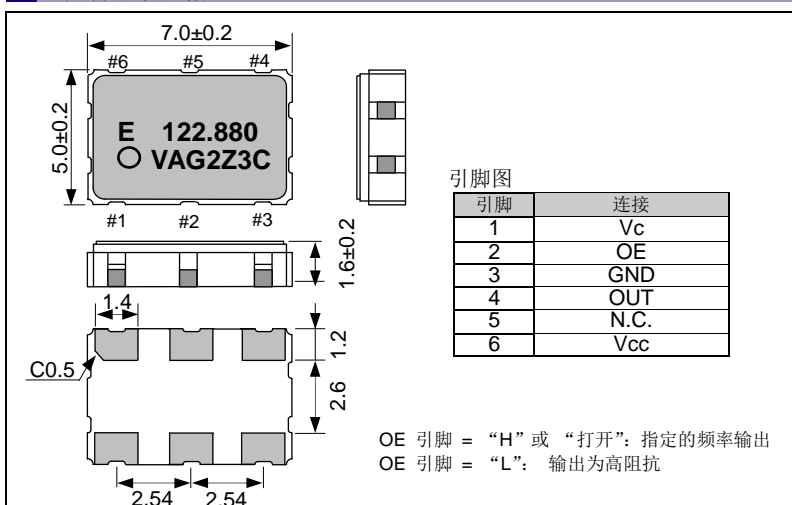 7.0±0.2
#6 #5 #4
5.0±0.2
E 122.880
VAG2Z3C
#1 #2 #3
1.6±0.2
1.4
C0.5
1.2
2.6
2.54 2.54
引脚图
引脚 连接
1 Vc
2 OE
3 GND
4 OUT
5 N.C.
6 Vcc
OE 引脚 = “H”或 “打开”：指定的频率输出
OE 引脚 = “L”： 输出为高阻抗